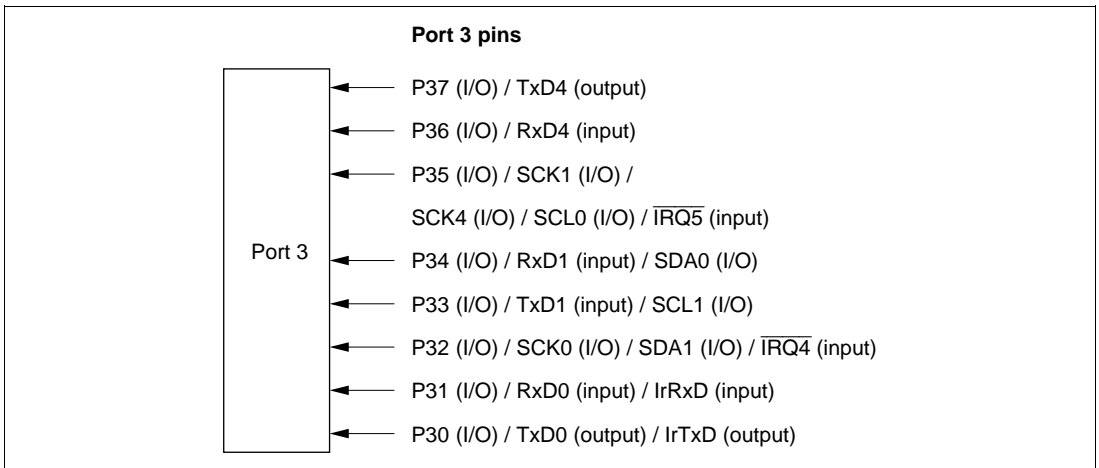 Port 3 pins
P37 (I/O) / TxD4 (output)
P36 (I/O) / RxD4 (input)
P35 (I/O) / SCK1 (I/O) /
SCK4 (I/O) / SCL0 (I/O) / I̅R̅Q̅5̅ (input)
Port 3
P34 (I/O) / RxD1 (input) / SDA0 (I/O)
P33 (I/O) / TxD1 (input) / SCL1 (I/O)
P32 (I/O) / SCK0 (I/O) / SDA1 (I/O) / I̅R̅Q̅4̅ (input)
P31 (I/O) / RxD0 (input) / IrRxD (input)
P30 (I/O) / TxD0 (output) / IrTxD (output)